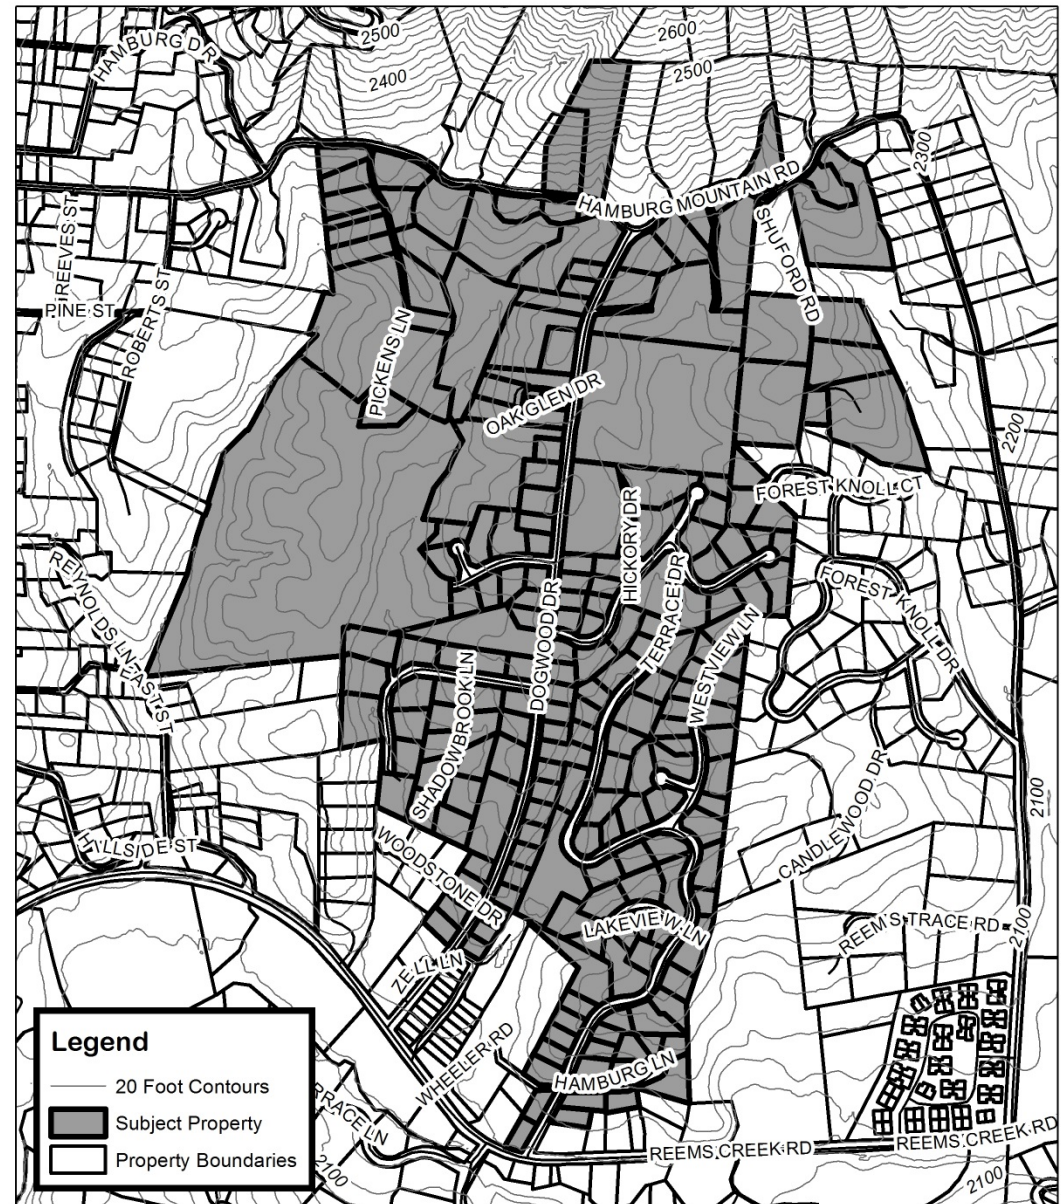 2500
2600
HAMBURG DR
2500
2400
2300
HAMBURG MOUNTAIN RD
REEVES ST
SHUFORD RD
ROBERTS ST
PINE ST
PICKENS LN
OAK GLEN DR
2200
FOREST KNOLL CT
HICKORY DR
REYNOLDS LN
FOREST KNOLL DR
TERRACE DR
DOGWOOD DR
WESTVIEW LN
EAST ST
SHADOWBROOK LN
CANDLEWOOD DR
2100
HILLSIDE ST
WOODSTONE DR
LAKEVIEW LN
REEM'S TRACE RD
2100
ZELL LN
WHEELER RD
HAMBURG LN
RRACE LN
REEMS CREEK RD
REEMS CREEK RD
2100
2100
Legend
20 Foot Contours
Subject Property
Property Boundaries